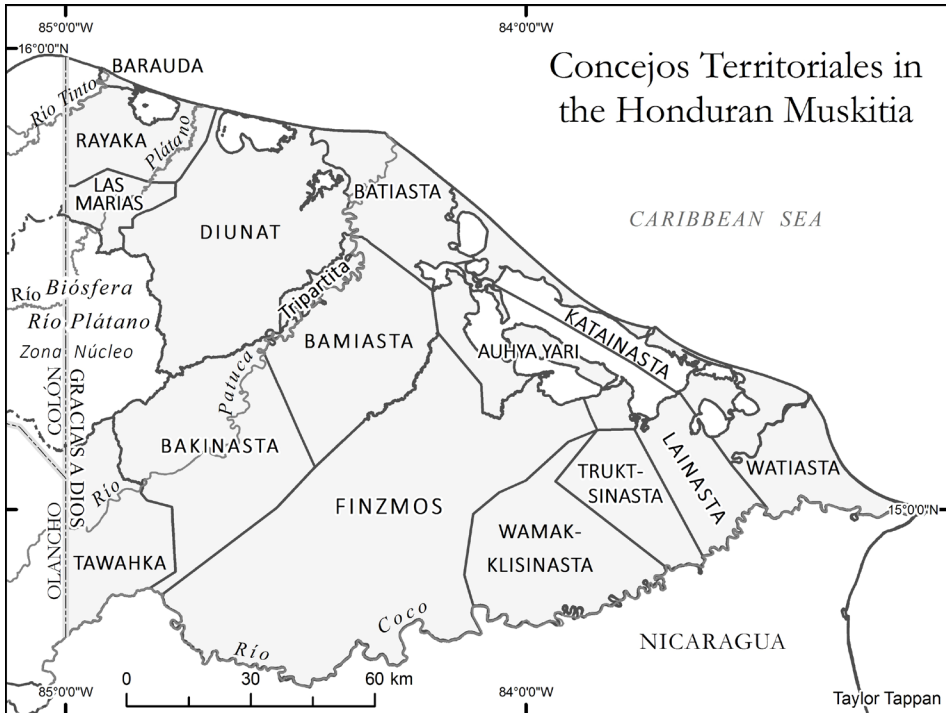 85°0'0"W
84°0'0"W
16°0'0"N
Concejos Territoriales in
the Honduran Muskitia
BARAUDA
Río Tinto
RAYAKA
Plátano
LAS
MARIAS
BATIASTA
DIUNAT
CARIBBEAN SEA
Tripartita
Río Biósfera
Río Plátano
Zona Núcleo
KATAINASTA
BAMIASTA
AUHYA YARI
Patuca
GRACIAS A DIOS
NÓLOC
BAKINASTA
LAINASTA
WATIASTA
TRUKT-
SINASTA
Río
FINZMOS
15°0'0"N
WAMAK-
KLISINASTA
OLANCHO
TAWAHKA
Coco
Río
NICARAGUA
85°0'0"W
0
30
60 km
84°0'0"W
Taylor Tappan